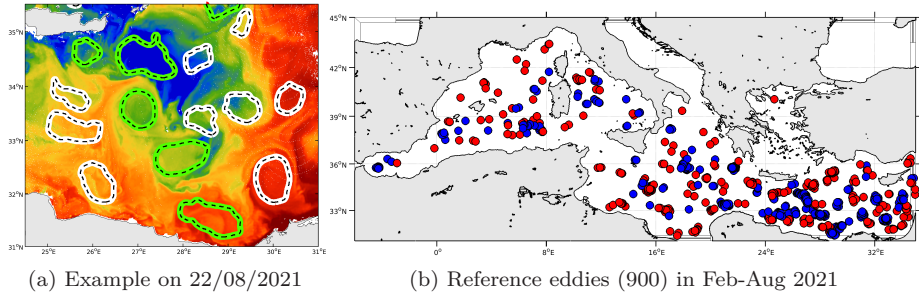 34°N
33°N
32°N
31°N
25°E 26°E 27°E 28°E 29°E 30°E 31°E
45°N
42°N
39°N
36°N
33°N
0° 8°E 16°E 24°E 32°E
(a) Example on 22/08/2021
(b) Reference eddies (900) in Feb-Aug 2021